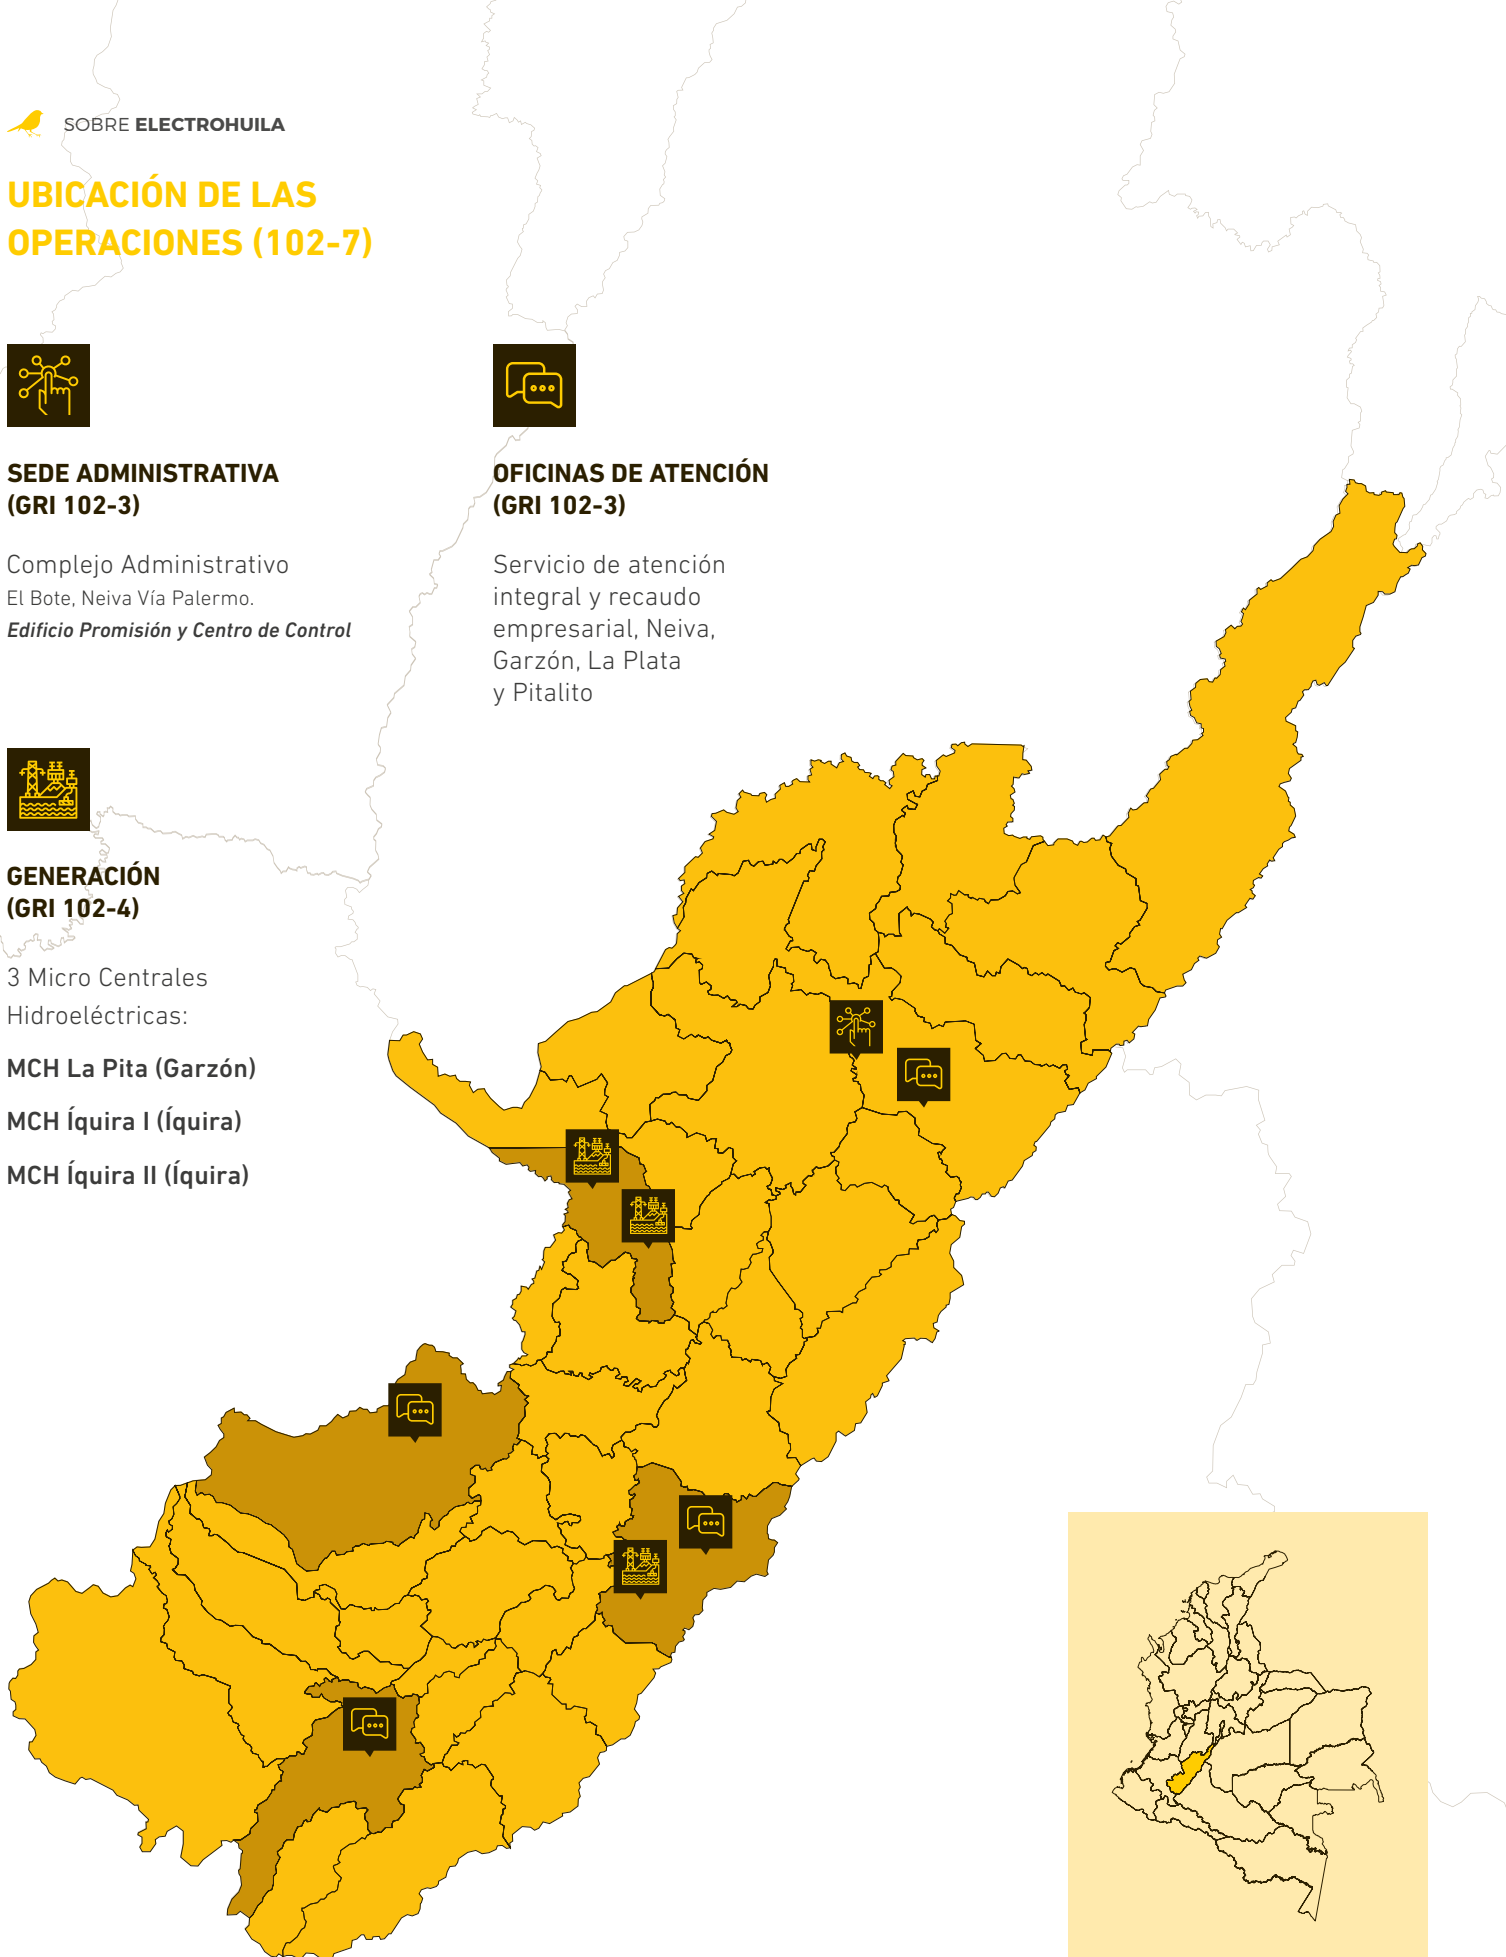 SOBRE ELECTROHUILA
UBICACIÓN DE LAS
OPERACIONES (102-7)
SEDE ADMINISTRATIVA
(GRI 102-3)
Complejo Administrativo
El Bote, Neiva Vía Palermo.
Edificio Promisión y Centro de Control
OFICINAS DE ATENCIÓN
(GRI 102-3)
Servicio de atención
integral y recaudo
empresarial, Neiva,
Garzón, La Plata
y Pitalito
GENERACIÓN
(GRI 102-4)
3 Micro Centrales
Hidroeléctricas:
MCH La Pita (Garzón)
MCH Íquira I (Íquira)
MCH Íquira II (Íquira)